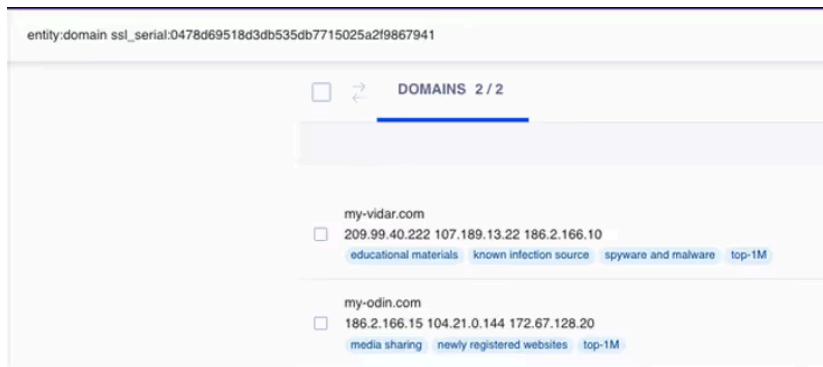 entity:domain ssl_serial:0478d69518d3db535db7715025a2f9867941
DOMAINS 2/2
my-vidar.com
209.99.40.222 107.189.13.22 186.2.166.10
educational materials known infection source spyware and malware top-1M
my-odin.com
186.2.166.15 104.21.0.144 172.67.128.20
media sharing newly registered websites top-1M